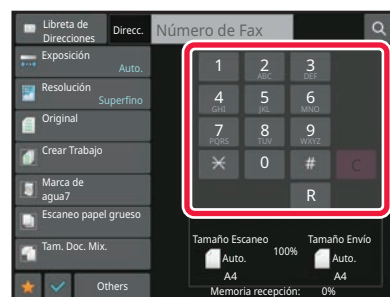 Libreta de
Direcciones
Direcc.
Número de Fax
Exposición
Auto.
Resolución
Superfino
Original
Crear Trabajo
Marca de
agua7
Escaneo papel grueso
Tam. Doc. Mix.
Others
1
2
ABC
3
DEF
4
GHI
5
JKL
6
MNO
7
PQRS
8
TUV
9
WXYZ
0
#
C
R
Tamaño Escaneo
Tamaño Envío
Auto.
100%
Auto.
A4
A4
Memoria recepción: 0%